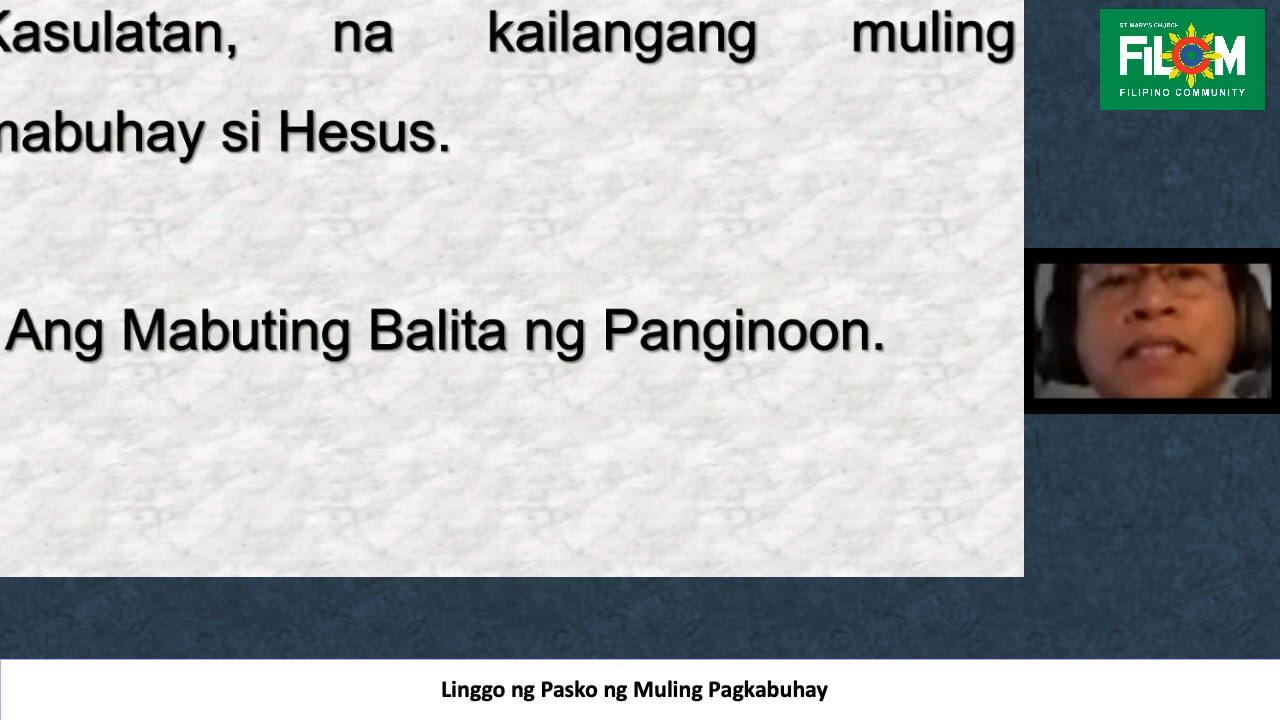 Kasulatan, na kailangang muling
mabuhay si Hesus.
Ang Mabuting Balita ng Panginoon.
ST MARY'S CHURCH
FILCOM
FILIPINO COMMUNITY
Linggo ng Pasko ng Muling Pagkabuhay